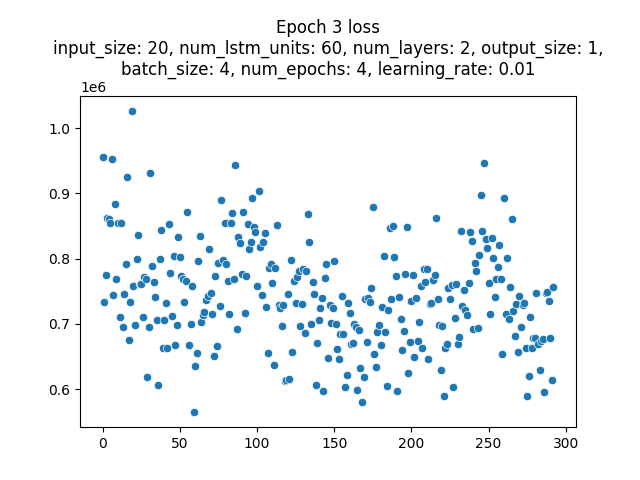 Epoch 3 loss
input_size: 20, num_lstm_units: 60, num_layers: 2, output_size: 1,
batch_size: 4, num_epochs: 4, learning_rate: 0.01
1e6
1.0
0.9
0.8
0.7
0.6
0 50 100 150 200 250 300